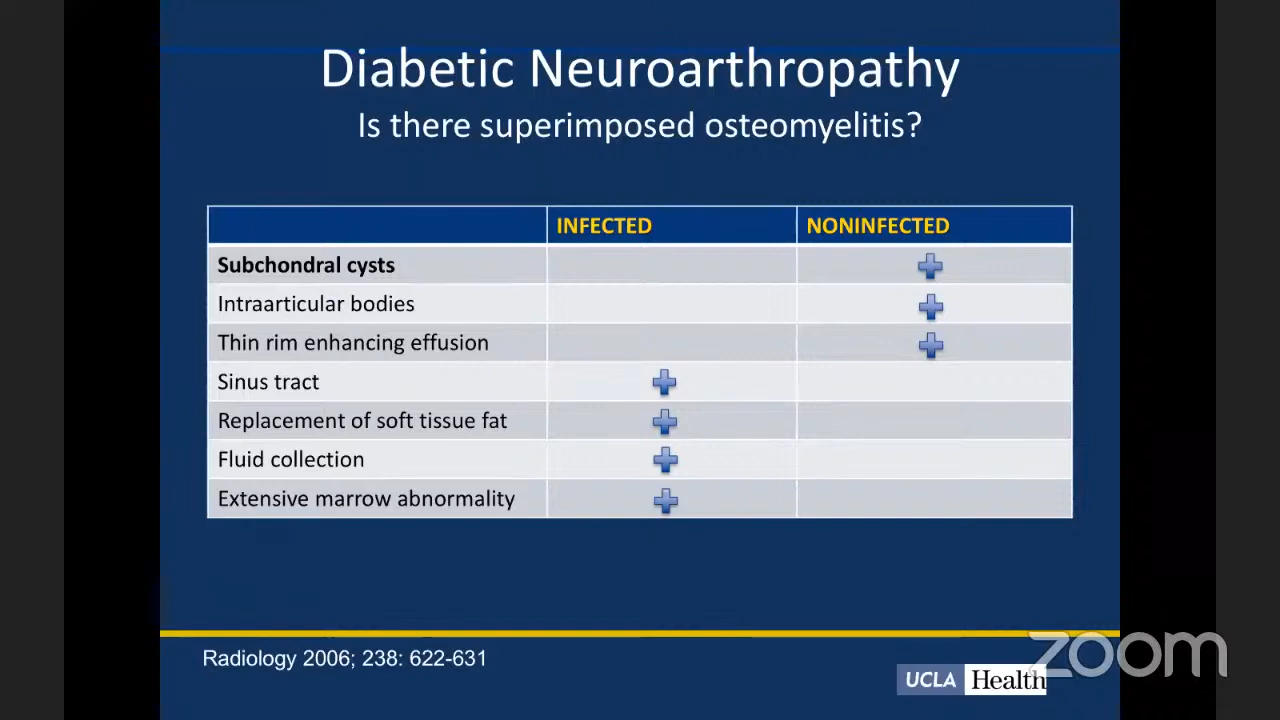 Diabetic Neuroarthropathy
Is there superimposed osteomyelitis?
INFECTED NONINFECTED
Subchondral cysts
Intraarticular bodies
Thin rim enhancing effusion
Sinus tract
Replacement of soft tissue fat
Fluid collection
Extensive marrow abnormality
Radiology 2006; 238: 622-631
UCLA Health
zoom